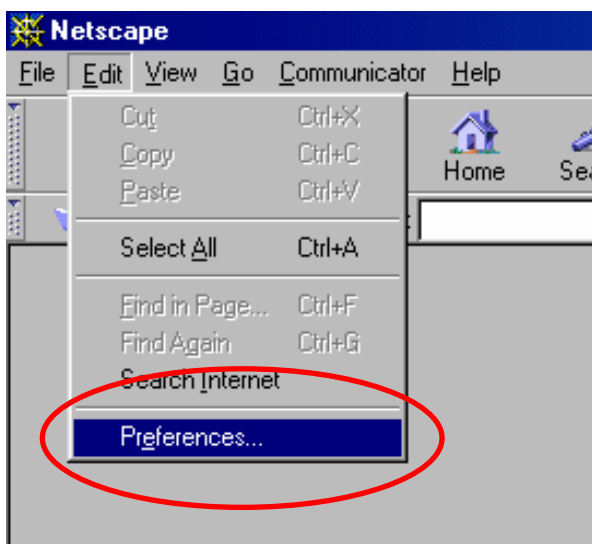 Netscape
File Edit View Go Communicator Help
Cut Ctrl+X
Copy Ctrl+C
Paste Ctrl+V
Select All Ctrl+A
Find in Page... Ctrl+F
Find Again Ctrl+G
Search Internet
Preferences...
Home